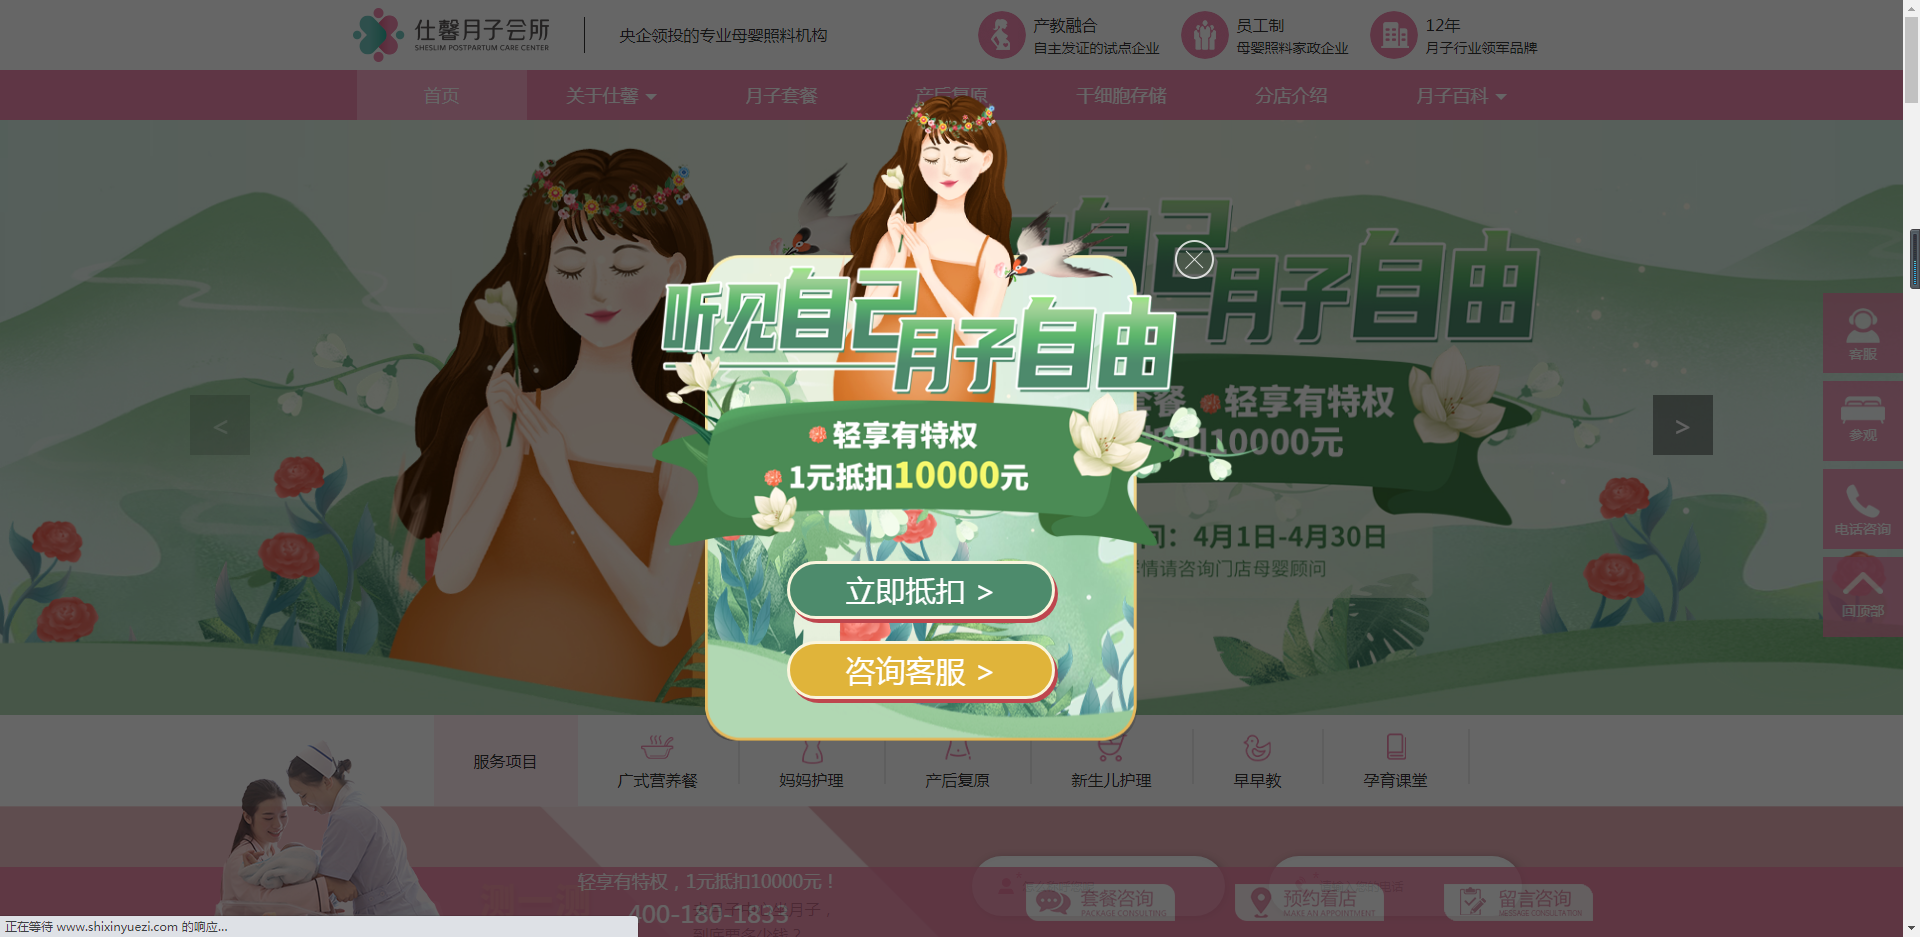 仕馨月子会所
SHESLIM POSTPARTUM CARE CENTER
央企领投的专业母婴照料机构
产教融合
自主发证的试点企业
员工制
母婴照料家政企业
12年
月子行业领军品牌
首页
关于仕馨
月子套餐
产后复原
干细胞存储
分店介绍
月子百科
听见自己
月子自由
轻享有特权
1元抵扣10000元
立即抵扣 >
咨询客服 >
自己
月子自由
套餐 轻享有特权
扣10000元
间：4月1日-4月30日
详情请咨询门店母婴顾问
<
>
客服
参观
电话咨询
回顶部
服务项目
广式营养餐
妈妈护理
产后复原
新生儿护理
早早教
孕育课堂
轻享有特权，1元抵扣10000元！
400-180-1833
月子，
到底要多少钱？
套餐咨询
PACKAGE CONSULTING
预约看店
MAKE AN APPOINTMENT
留言咨询
MESSAGE CONSULTATION
正在等待 www.shixinyuezi.com 的响应...